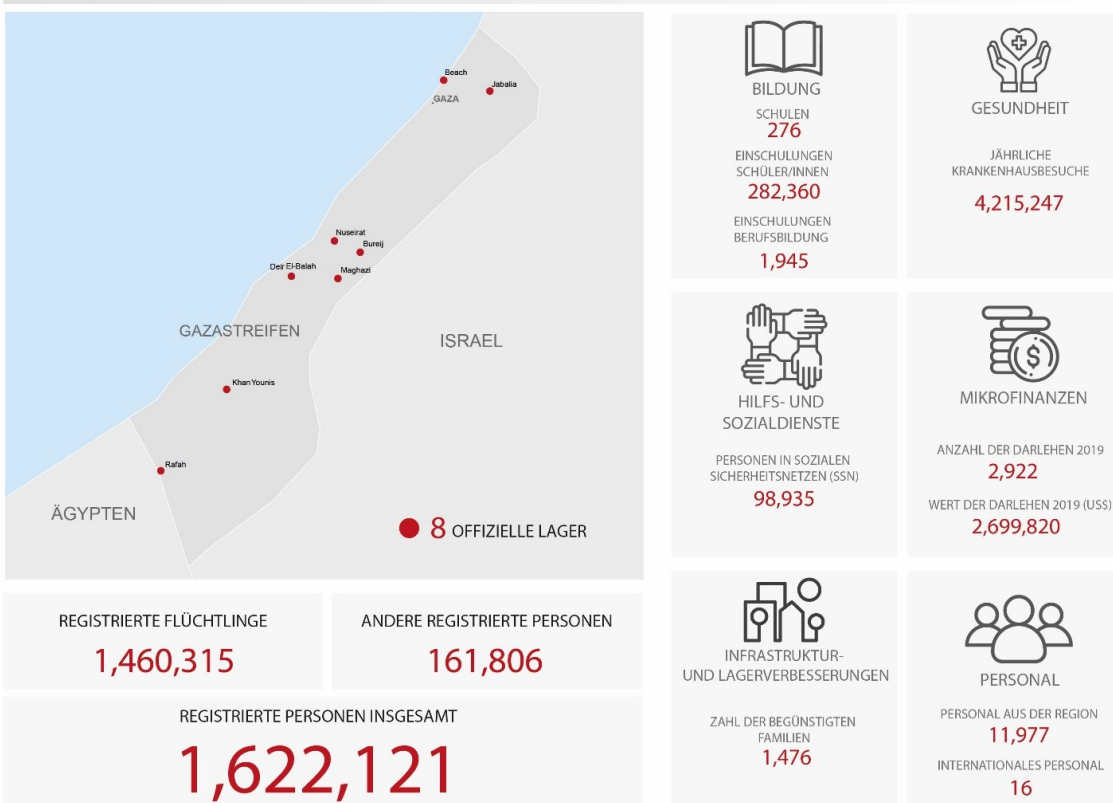 Beach
Jabalia
GAZA
Nuseirat
Bureij
Deir El-Balah
Maghazi
GAZASTREIFEN
ISRAEL
Khan Younis
Rafah
ÄGYPTEN
8 OFFIZIELLE LAGER
REGISTRIERTE FLÜCHTLINGE
1,460,315
ANDERE REGISTRIERTE PERSONEN
161,806
REGISTRIERTE PERSONEN INSGESAMT
1,622,121
BILDUNG
SCHULEN
276
EINSCHULUNGEN
SCHÜLER/INNEN
282,360
EINSCHULUNGEN
BERUFSBILDUNG
1,945
GESUNDHEIT
JÄHRLICHE
KRANKENHAUSBESUCHE
4,215,247
HILFS- UND
SOZIALDIENSTE
PERSONEN IN SOZIALEN
SICHERHEITSNETZEN (SSN)
98,935
$
MIKROFINANZEN
ANZAHL DER DARLEHEN 2019
2,922
WERT DER DARLEHEN 2019 (US$)
2,699,820
INFRASTRUKTUR-
UND LAGERVERBESSERUNGEN
ZAHL DER BEGÜNSTIGTEN
FAMILIEN
1,476
PERSONAL
PERSONAL AUS DER REGION
11,977
INTERNATIONALES PERSONAL
16